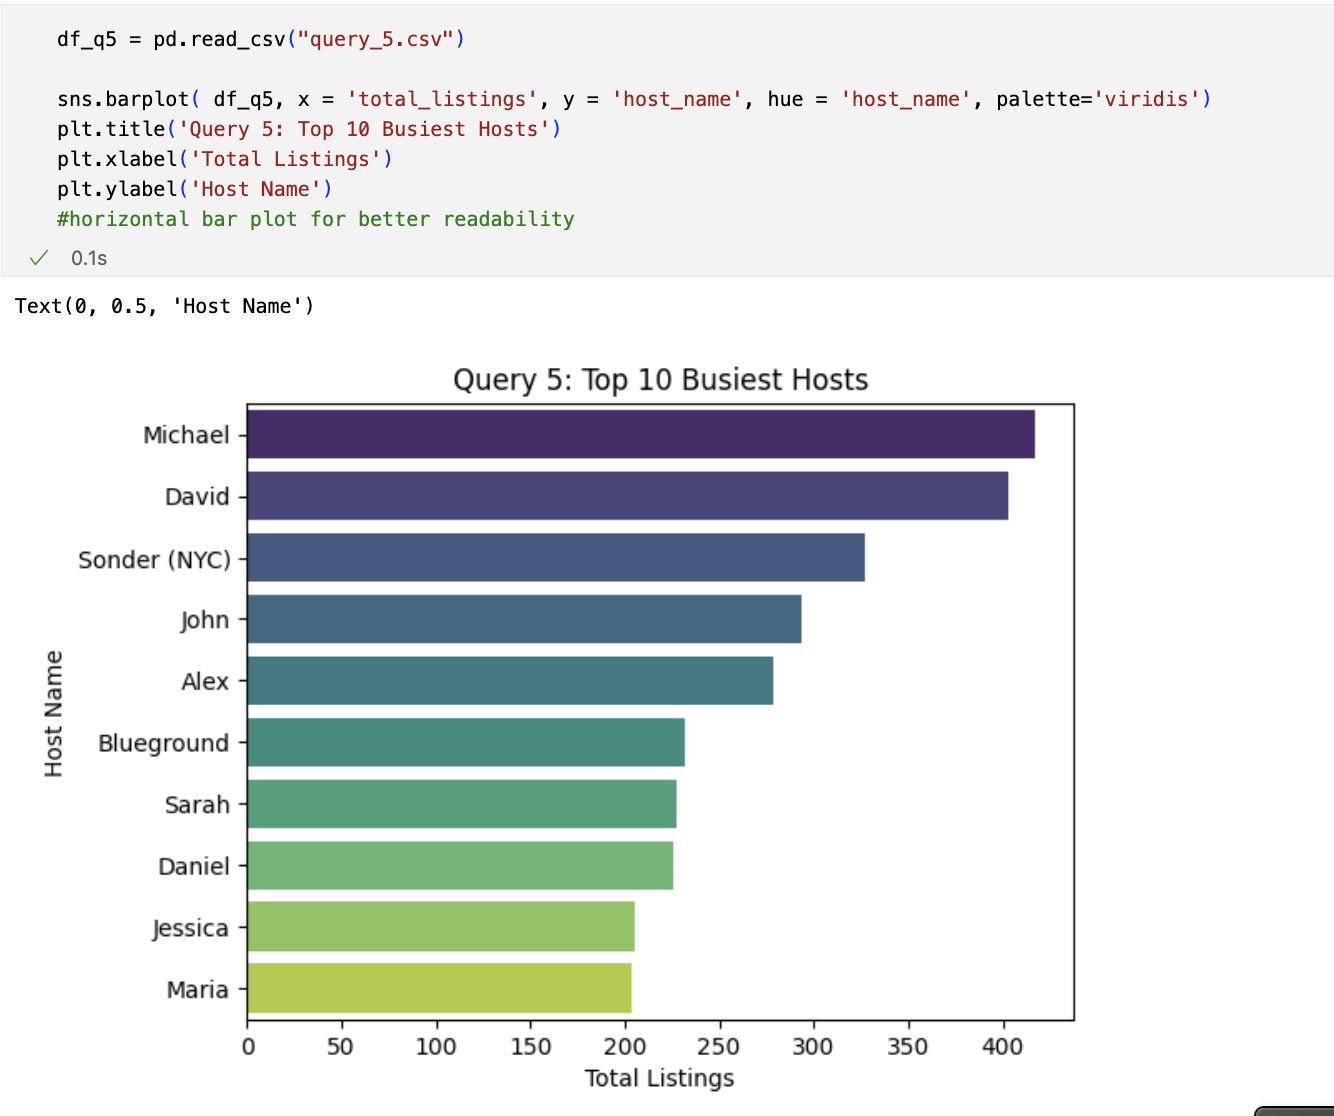 df_q5 = pd.read_csv("query_5.csv")
sns.barplot( df_q5, x = 'total_listings', y = 'host_name', hue = 'host_name', palette='viridis')
plt.title('Query 5: Top 10 Busiest Hosts')
plt.xlabel('Total Listings')
plt.ylabel('Host Name')
#horizontal bar plot for better readability
0.1s
Text(0, 0.5, 'Host Name')
Query 5: Top 10 Busiest Hosts
Michael
David
Sonder (NYC)
John
Alex
Blueground
Sarah
Daniel
Jessica
Maria
Host Name
0 50 100 150 200 250 300 350 400
Total Listings